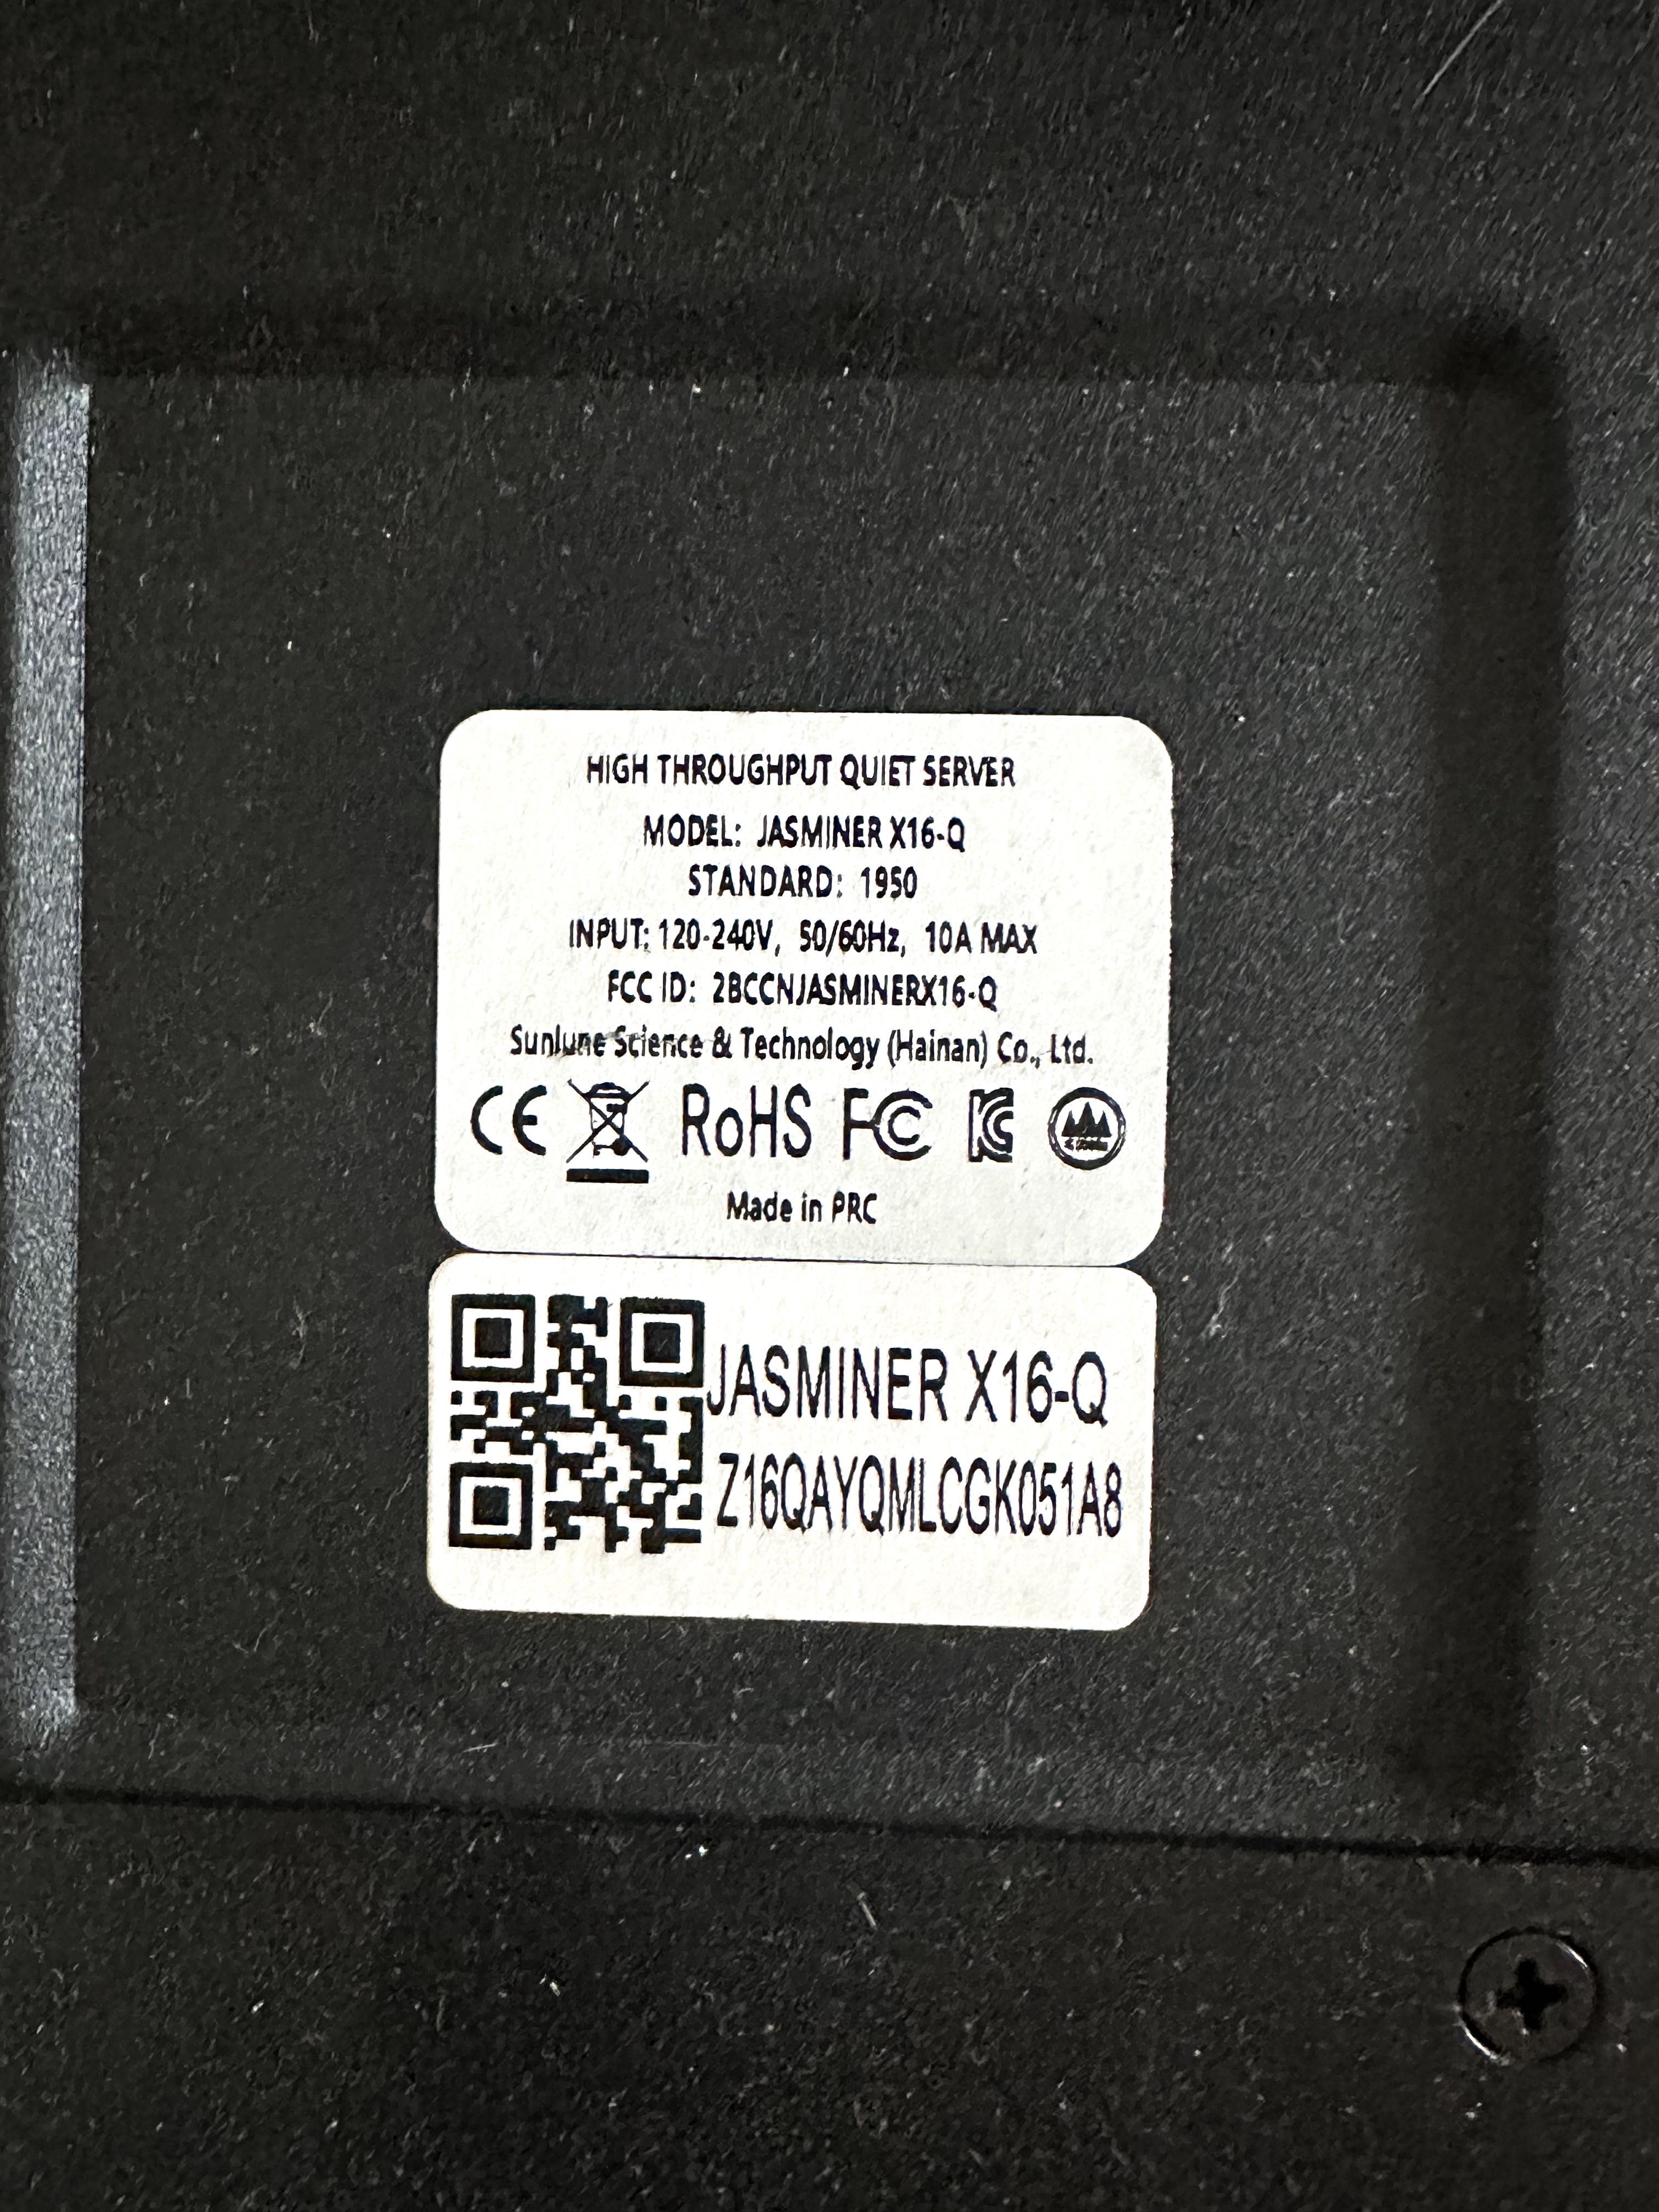 HIGH THROUGHPUT QUIET SERVER
MODEL: JASMINER X16-Q
STANDARD: 1950
INPUT: 120-240V, 50/60Hz, 10A MAX
FCC ID: 2BCCNJASMINERX16-Q
Sunlune Science & Technology (Hainan) Co., Ltd.
CE RoHS FC KC
Made in PRC
JASMINER X16-Q
Z16QAYQMLCGK051A8